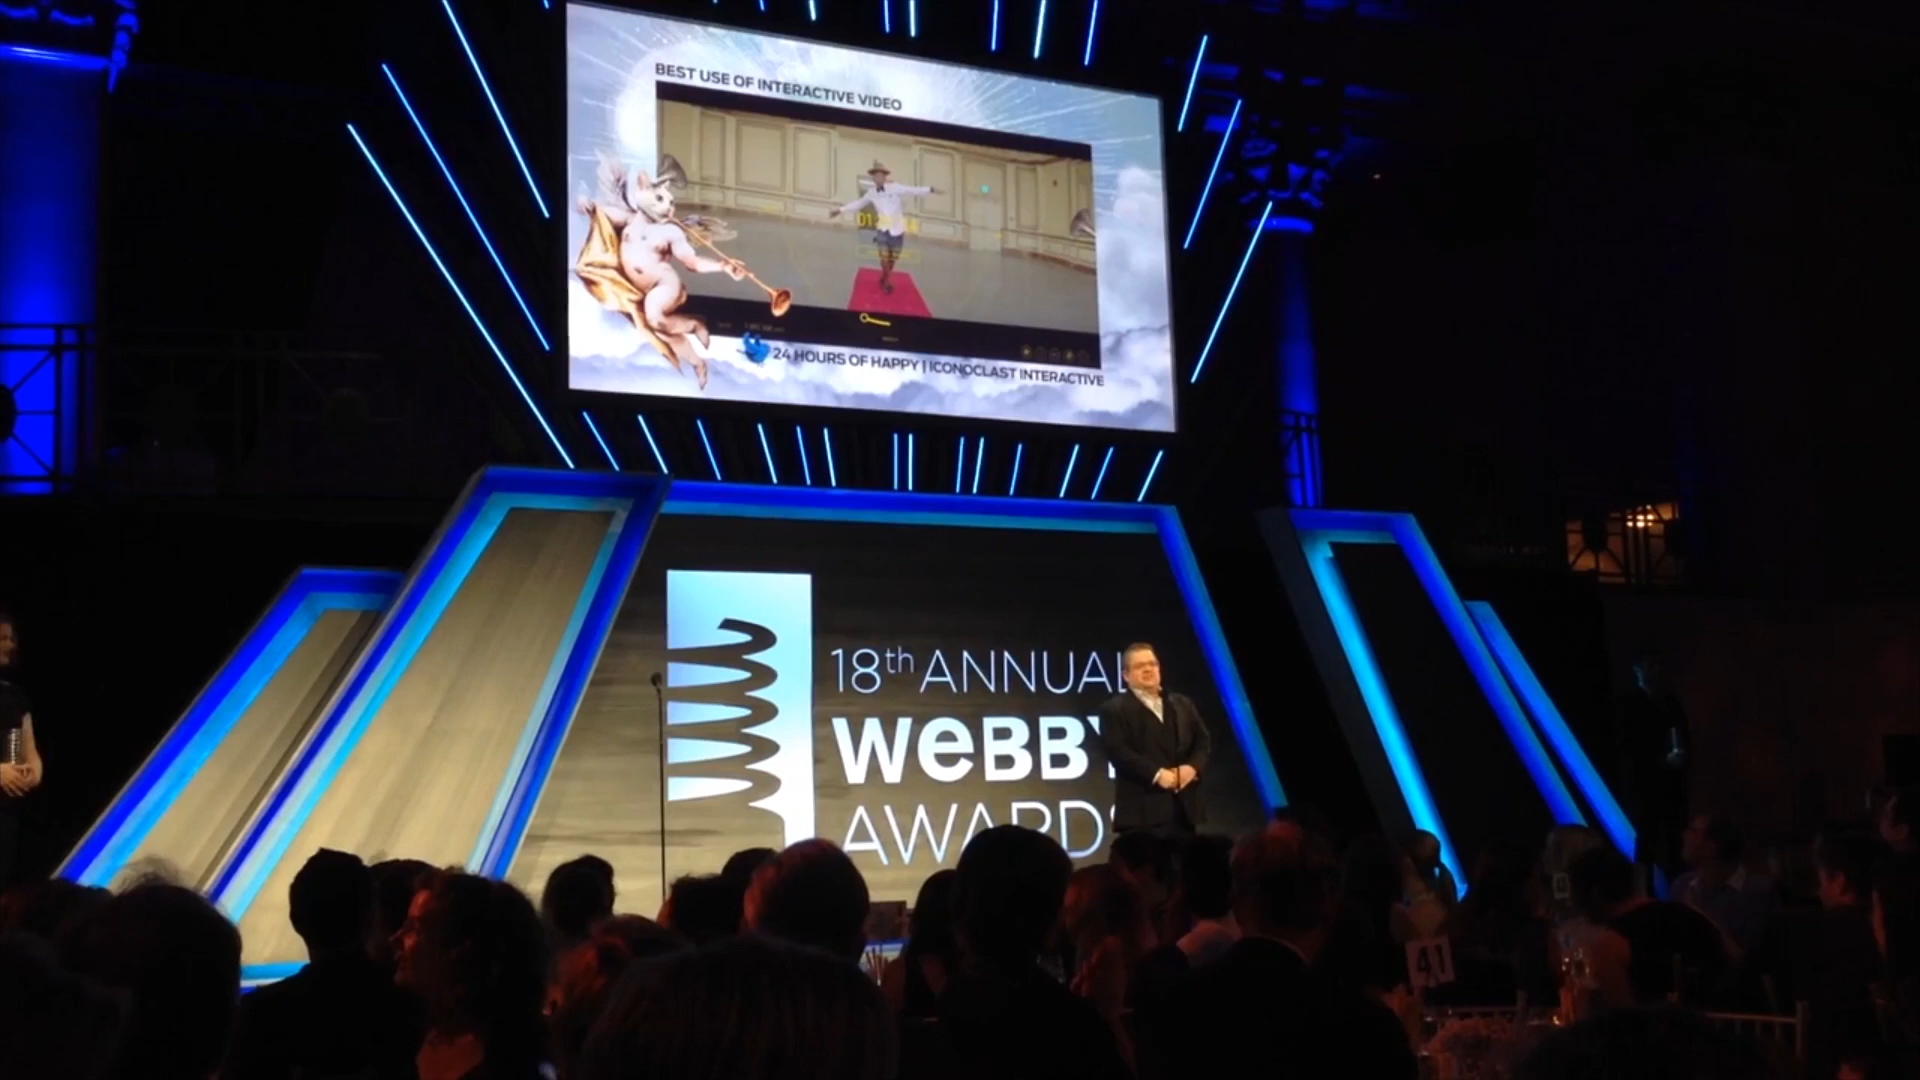 BEST USE OF INTERACTIVE VIDEO
24 HOURS OF HAPPY | ICONOCLAST INTERACTIVE
18th ANNUAL
WeBBY
AWARDS
41